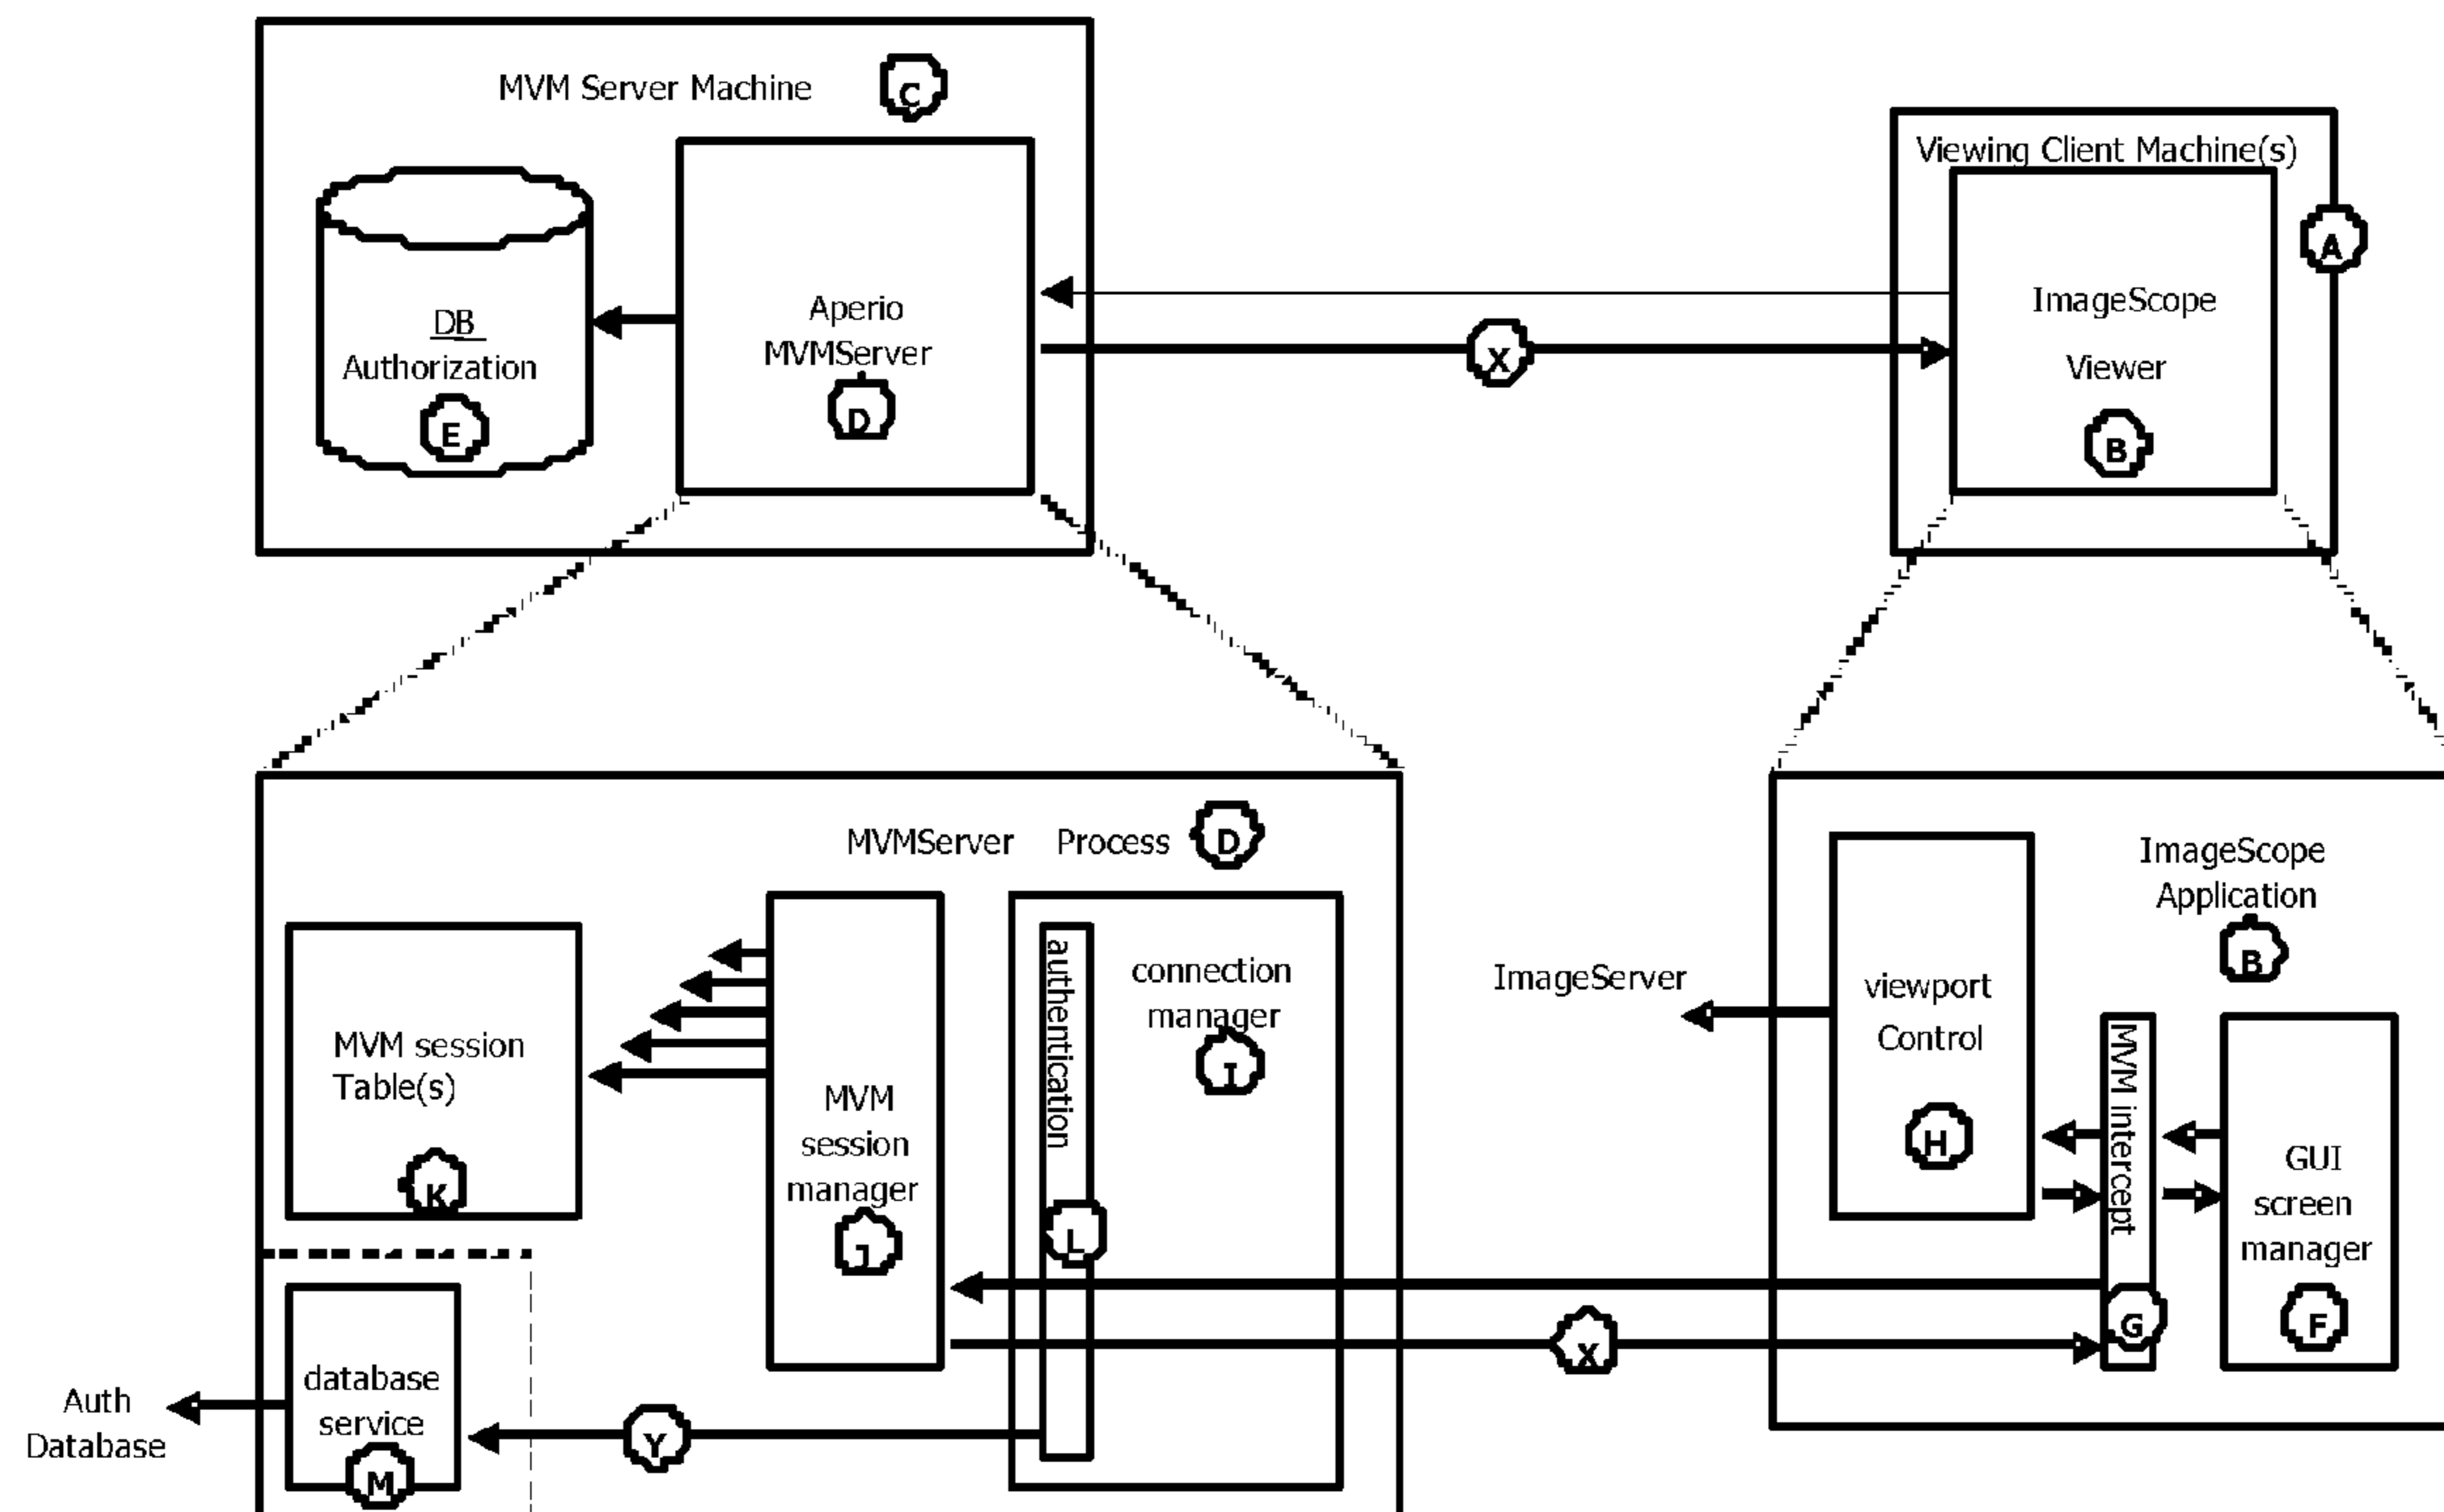 MVM Server Machine
C
Viewing Client Machine(s)
A
DB
Authorization
E
Aperio
MVMServer
D
X
ImageScope
Viewer
B
MVMServer Process
D
MVM session
Table(s)
K
MVM
session
manager
J
authentication
L
connection
manager
I
ImageServer
viewport
Control
H
ImageScope
Application
B
MVM intercept
G
GUI
screen
manager
F
X
Auth
Database
database
service
M
Y